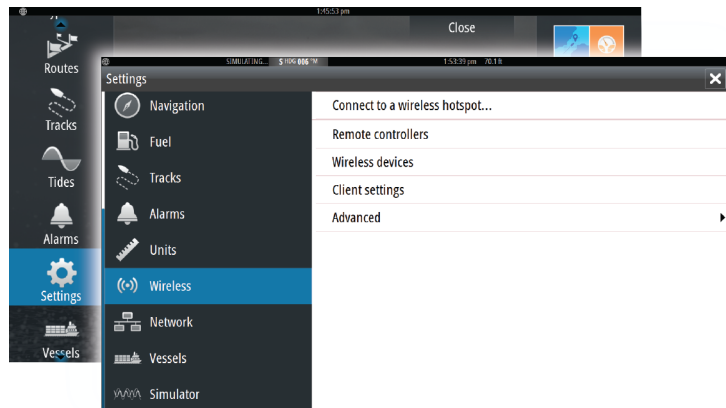 1:45:53 pm
Close
Routes
Tracks
Tides
Alarms
Settings
Vessels
SIMULATING... S HDG 006 °M 1:53:39 pm 70.1 ft
Settings
Navigation
Fuel
Tracks
Alarms
Units
Wireless
Network
Vessels
Simulator
Connect to a wireless hotspot...
Remote controllers
Wireless devices
Client settings
Advanced